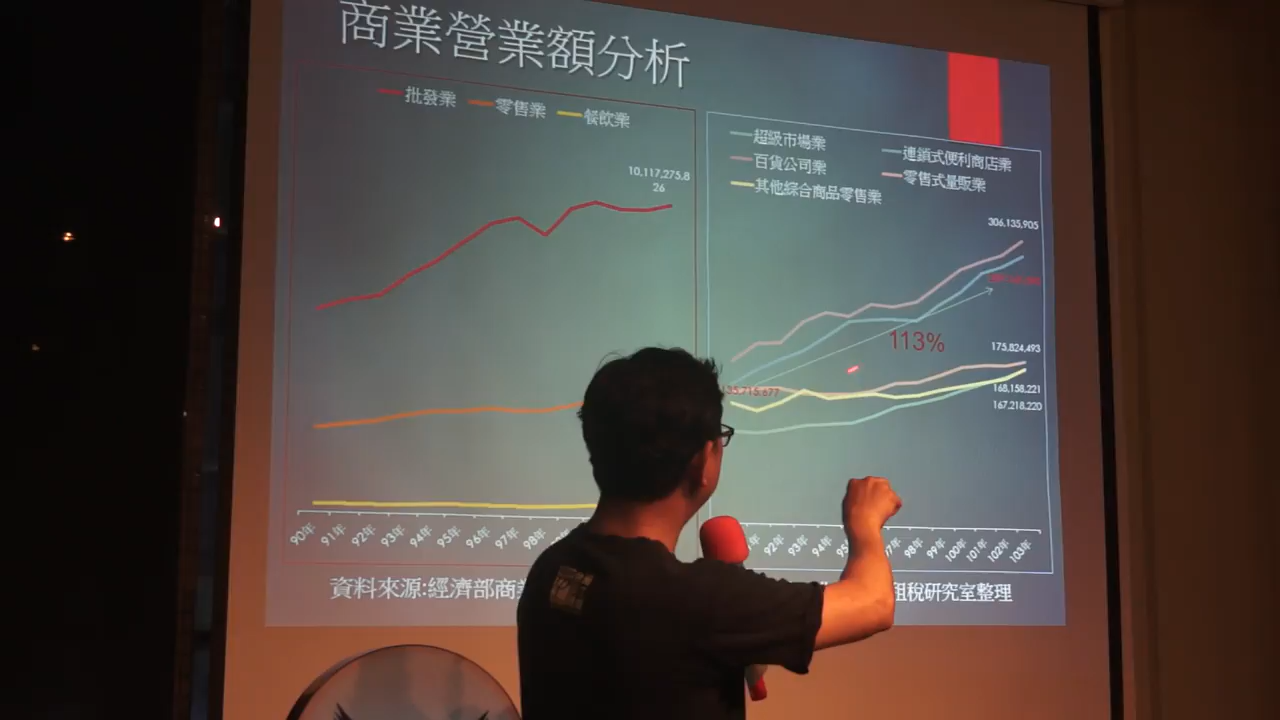 商業營業額分析
批發業 零售業 餐飲業
10,117,275.8
26
90年 91年 92年 93年 94年 95年 96年 97年 98年
資料來源:經濟部商
超級市場業 連鎖式便利商店業
百貨公司業 零售式量販業
其他綜合商品零售業
306,135,905
113%
175,824,493
168,158,221
167,218,220
92年 93年 94年 98年 99年 100年 101年 102年 103年
租稅研究室整理